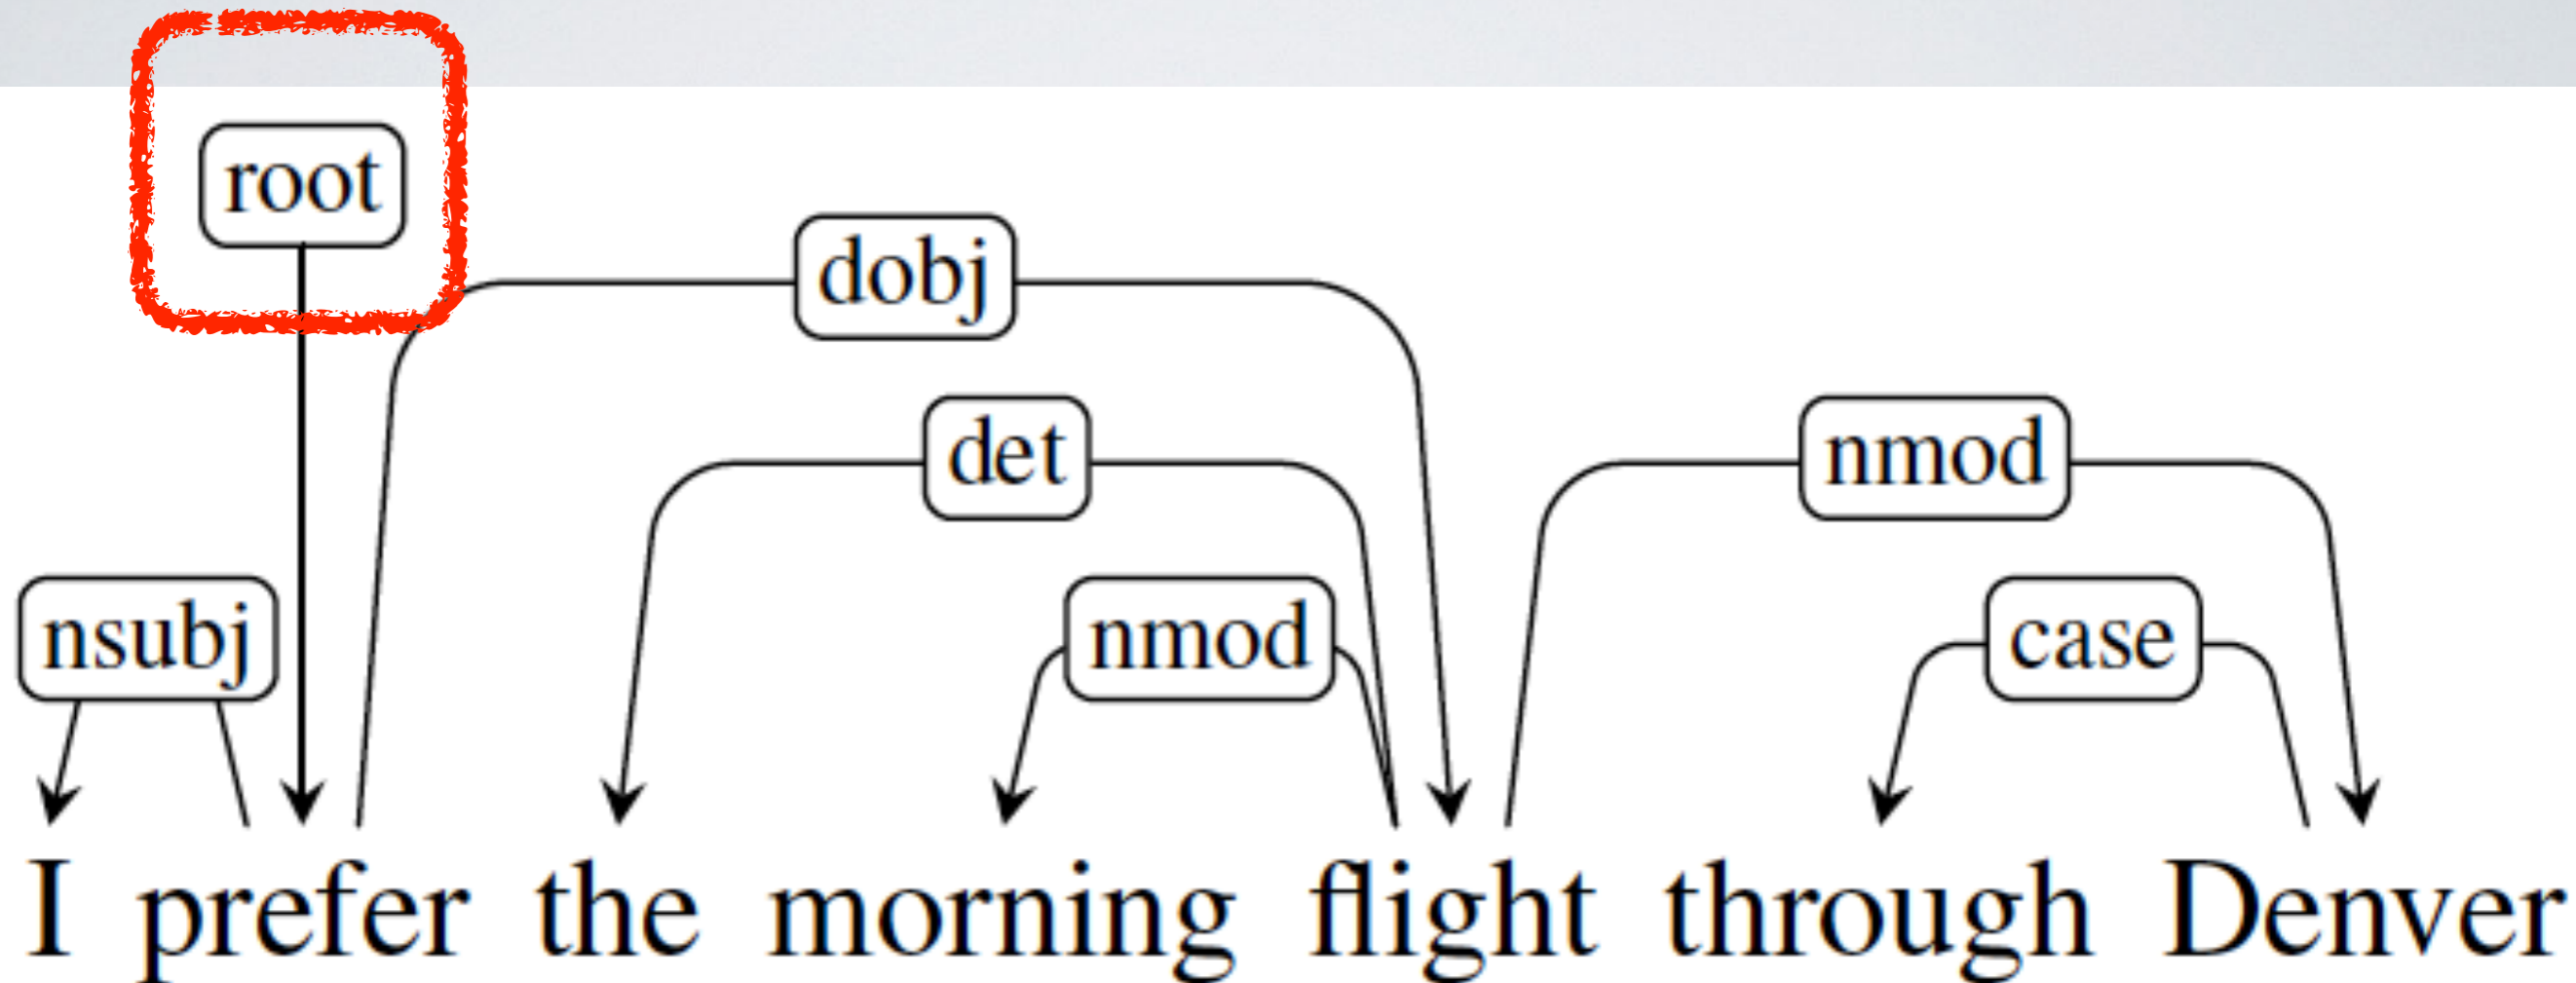 root
dobj
det
nmod
nsubj
nmod
case
I prefer the morning flight through Denver